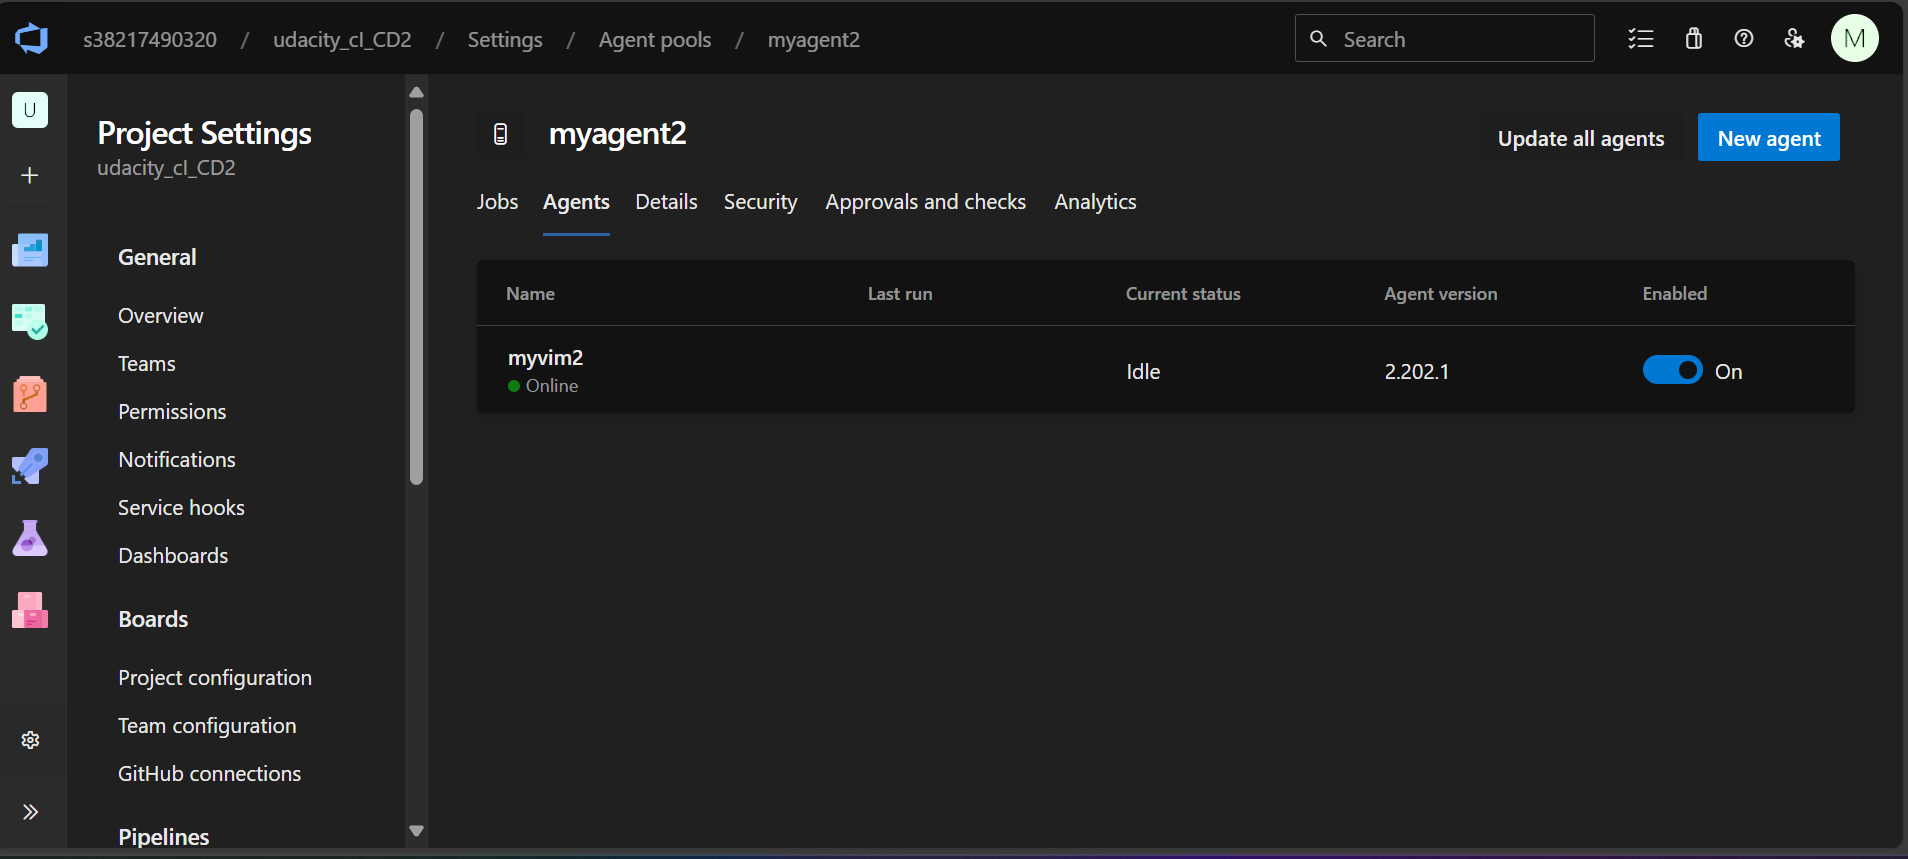 s38217490320 / udacity_cI_CD2 / Settings / Agent pools / myagent2
Search
M
U
Project Settings
udacity_cI_CD2
General
Overview
Teams
Permissions
Notifications
Service hooks
Dashboards
Boards
Project configuration
Team configuration
GitHub connections
Pipelines
myagent2
Update all agents
New agent
Jobs Agents Details Security Approvals and checks Analytics
Name Last run Current status Agent version Enabled
myvim2
Online
Idle
2.202.1
On